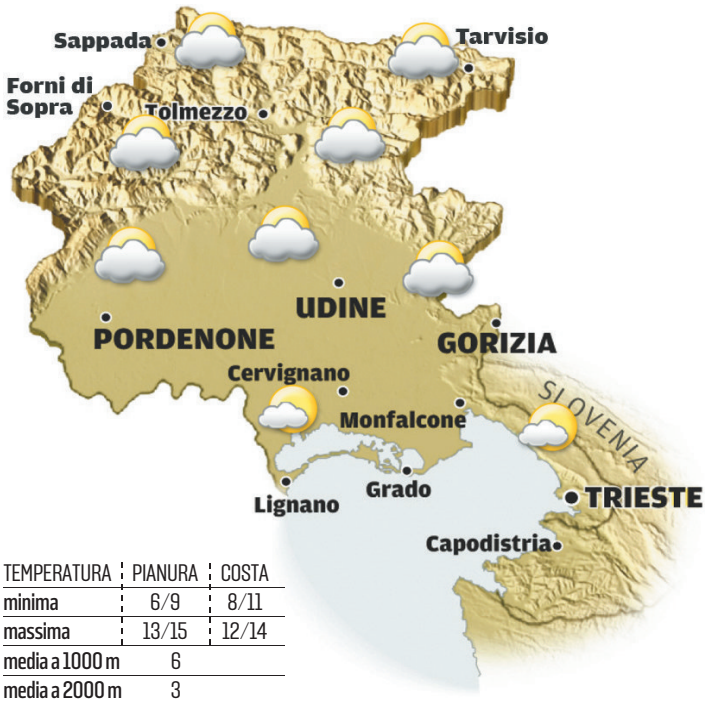 Sappada
Tarvisio
Forni di
Sopra
Tolmezzo
UDINE
PORDENONE
GORIZIA
Cervignano
SLOVENIA
Monfalcone
Grado
TRIESTE
Lignano
Capodistria
TEMPERATURA PIANURA COSTA
minima 6/9 8/11
massima 13/15 12/14
media a 1000 m 6
media a 2000 m 3